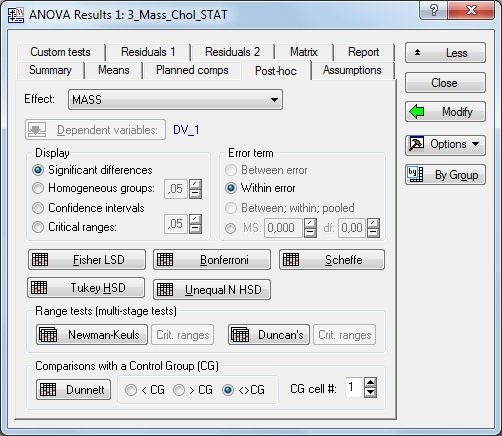 ANOVA Results 1: 3_Mass_Chol_STAT
Custom tests Residuals 1 Residuals 2 Matrix Report
Summary Means Planned comps Post-hoc Assumptions
Less
Close
Modify
Options
By Group
Effect: MASS
Dependent variables: DV_1
Display
Significant differences
Homogeneous groups: ,05
Confidence intervals
Critical ranges: ,05
Error term
Between error
Within error
Between; within; pooled
MS: 0,000 df: 0,00
Fisher LSD Bonferroni Scheffe
Tukey HSD Unequal N HSD
Range tests (multi-stage tests)
Newman-Keuls Crit. ranges Duncan's Crit. ranges
Comparisons with a Control Group (CG)
Dunnett < CG > CG <>CG CG cell #: 1